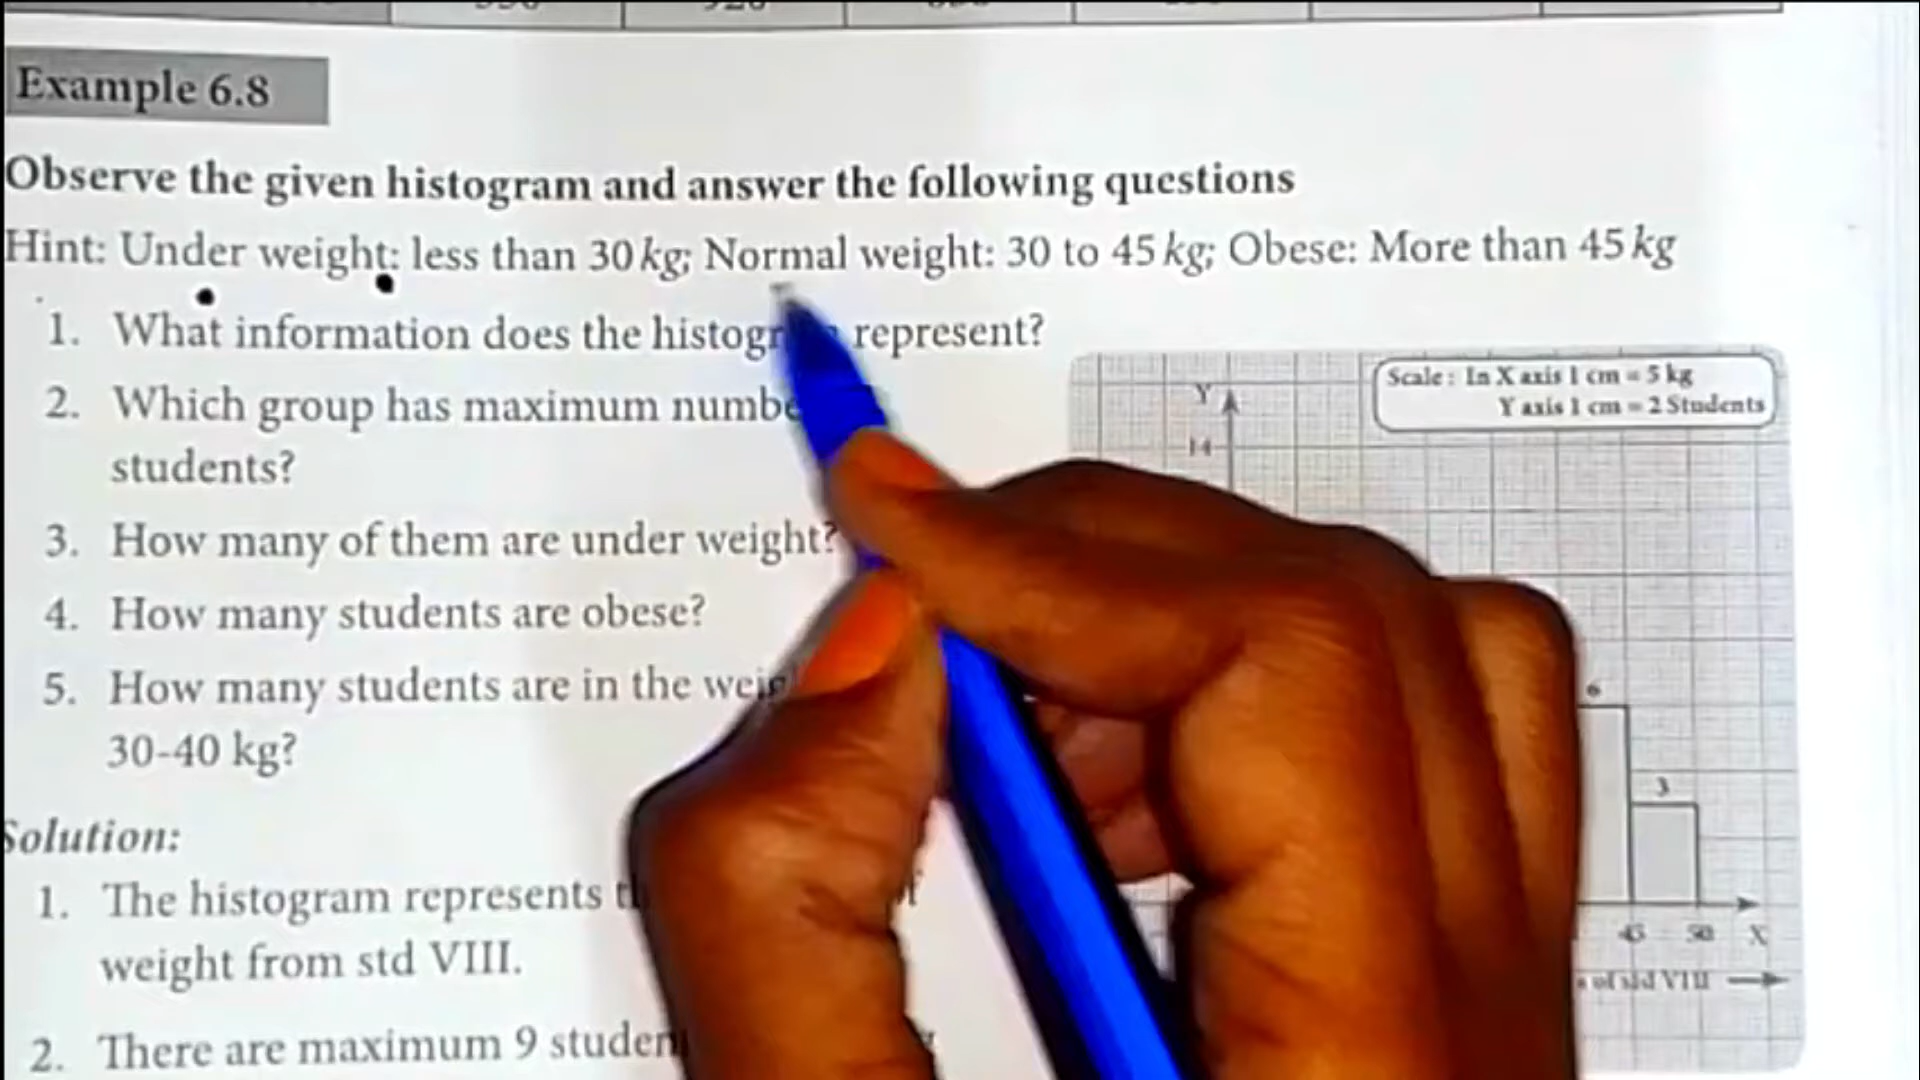 Example 6.8
Observe the given histogram and answer the following questions
Hint: Under weight: less than 30 kg; Normal weight: 30 to 45 kg; Obese: More than 45 kg
1. What information does the represent?
2. Which group has maximum
students?
3. How many of them are under weight?
4. How many students are obese?
5. How many students are in the
30-40 kg?
Scale : In X axis 1 cm = 5 kg
Y axis 1 cm = 2 Students
Y
14
6
3
45 50 X
of std VIII
Solution:
1. The histogram represents
weight from std VIII.
2. There are maximum 9